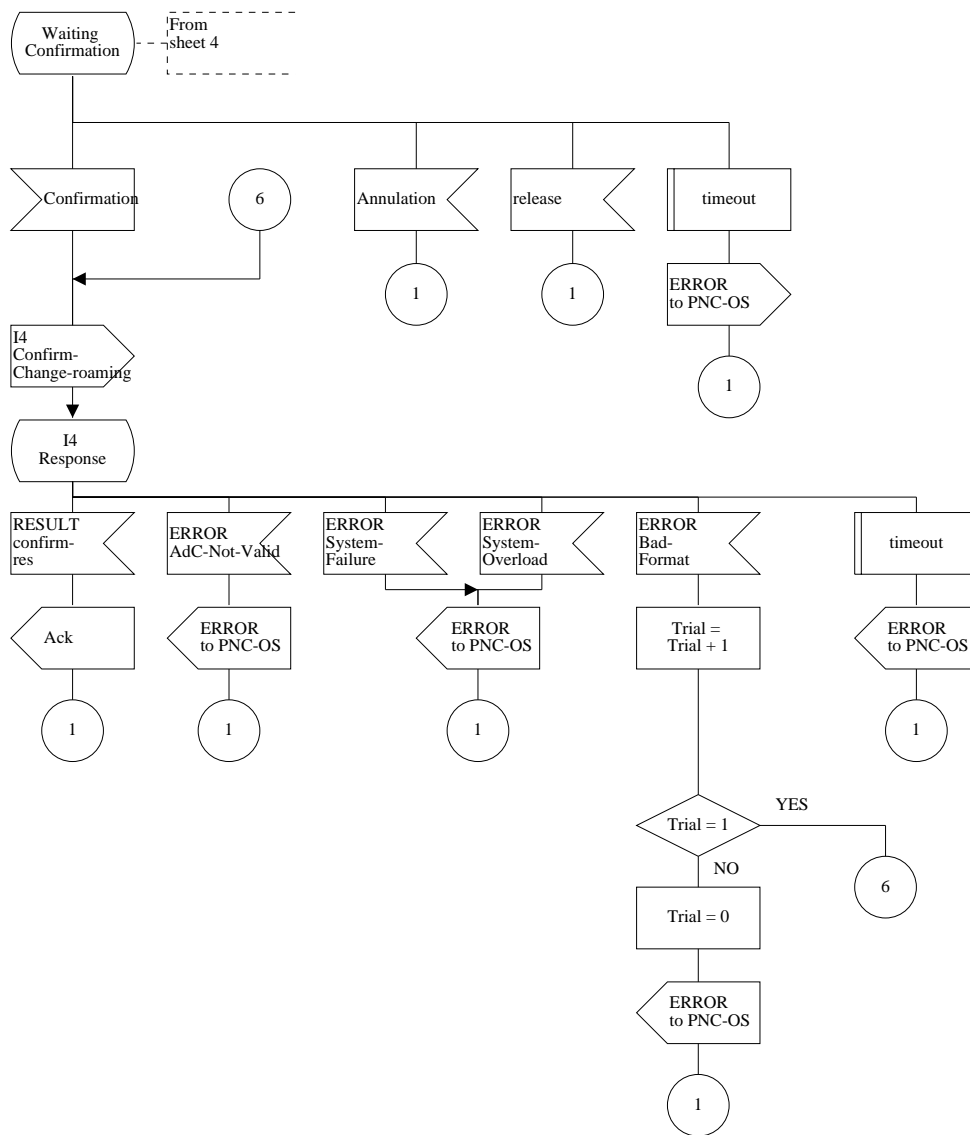 Waiting
Confirmation
From
sheet 4
Confirmation
6
Annulation
release
timeout
1
1
ERROR
to PNC-OS
I4
Confirm-
Change-roaming
1
I4
Response
RESULT
confirm-
res
ERROR
AdC-Not-Valid
ERROR
System-
Failure
ERROR
System-
Overload
ERROR
Bad-
Format
timeout
Ack
ERROR
to PNC-OS
ERROR
to PNC-OS
Trial =
Trial + 1
ERROR
to PNC-OS
1
1
1
1
YES
Trial = 1
NO
6
Trial = 0
ERROR
to PNC-OS
1